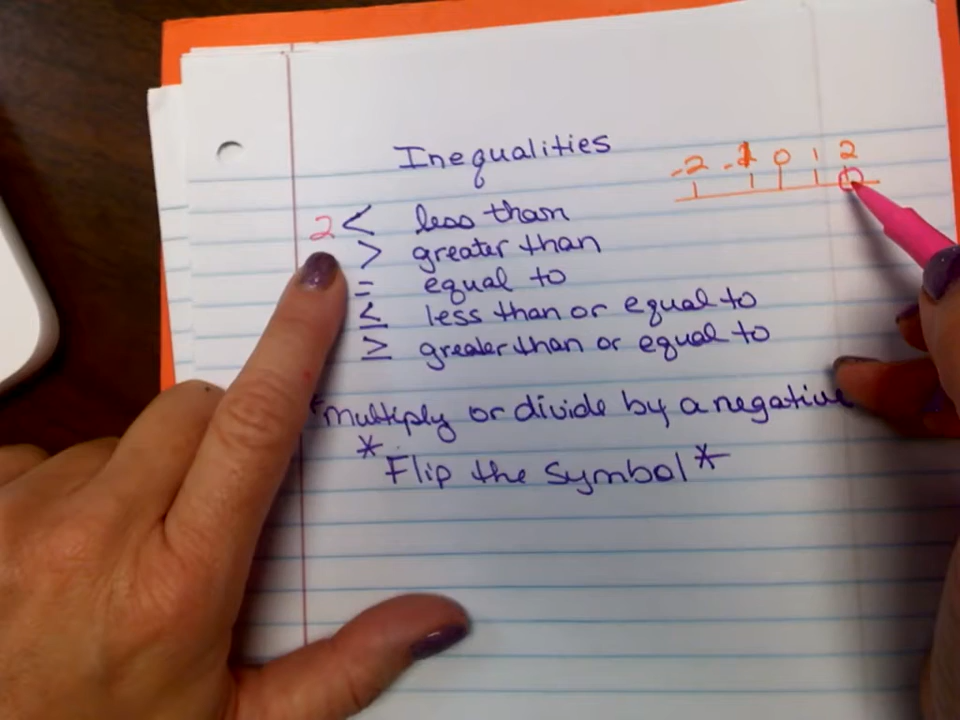 Inequalities
-2 -1 0 1 2
2 < less than
> greater than
= equal to
≤ less than or equal to
≥ greater than or equal to
*multiply or divide by a negative
*Flip the symbol*